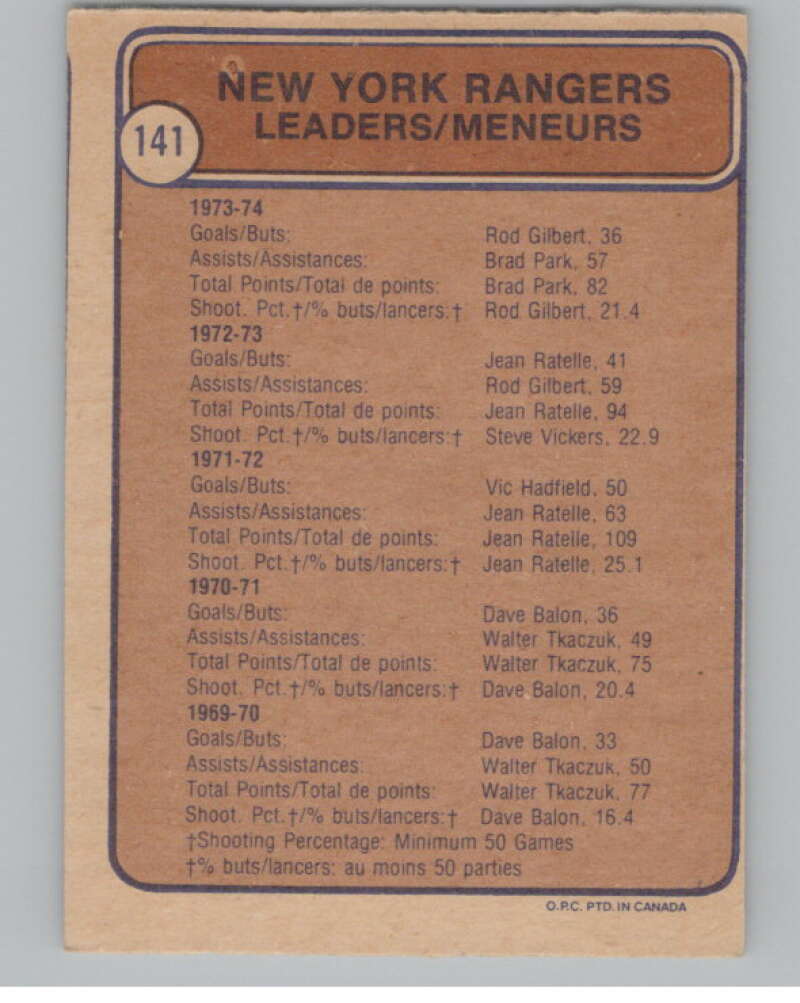 NEW YORK RANGERS
LEADERS/MENEURS
141
1973-74
Goals/Buts: Rod Gilbert, 36
Assists/Assistances: Brad Park, 57
Total Points/Total de points: Brad Park, 82
Shoot. Pct.†/% buts/lancers:† Rod Gilbert, 21.4
1972-73
Goals/Buts: Jean Ratelle, 41
Assists/Assistances: Rod Gilbert, 59
Total Points/Total de points: Jean Ratelle, 94
Shoot. Pct.†/% buts/lancers:† Steve Vickers, 22.9
1971-72
Goals/Buts: Vic Hadfield, 50
Assists/Assistances: Jean Ratelle, 63
Total Points/Total de points: Jean Ratelle, 109
Shoot. Pct.†/% buts/lancers:† Jean Ratelle, 25.1
1970-71
Goals/Buts: Dave Balon, 36
Assists/Assistances: Walter Tkaczuk, 49
Total Points/Total de points: Walter Tkaczuk, 75
Shoot. Pct.†/% buts/lancers:† Dave Balon, 20.4
1969-70
Goals/Buts: Dave Balon, 33
Assists/Assistances: Walter Tkaczuk, 50
Total Points/Total de points: Walter Tkaczuk, 77
Shoot. Pct.†/% buts/lancers:† Dave Balon, 16.4
†Shooting Percentage: Minimum 50 Games
†% buts/lancers: au moins 50 parties
O.P.C. PTD. IN CANADA